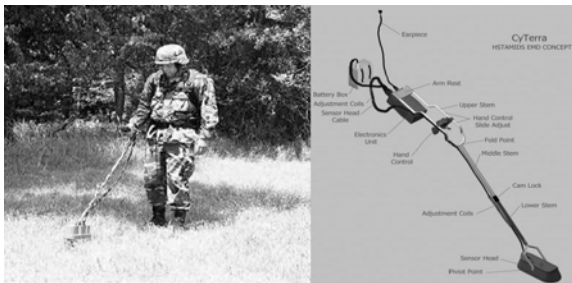 CyTerra
HSTAMIDS EMD CONCEPT
Earpiece
Arm Rest
Battery Box
Adjustment Coils
Sensor Head
Cable
Upper Stem
Hand Control
Slide Adjust
Electronics
Unit
Hand
Control
Fold Point
Middle Stem
Cam Lock
Adjustment Coils
Lower Stem
Sensor Head
Pivot Point